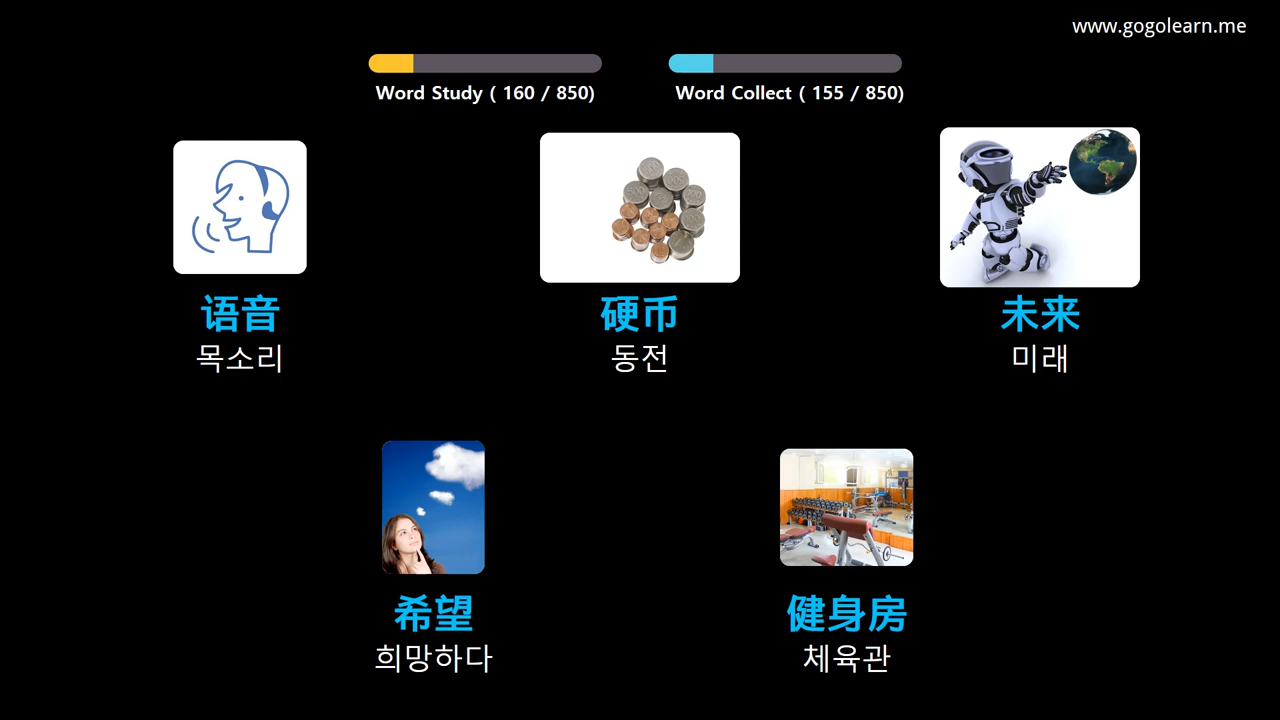 www.gogolearn.me
Word Study ( 160 / 850)
Word Collect ( 155 / 850)
语音
목소리
硬币
동전
未来
미래
希望
희망하다
健身房
체육관